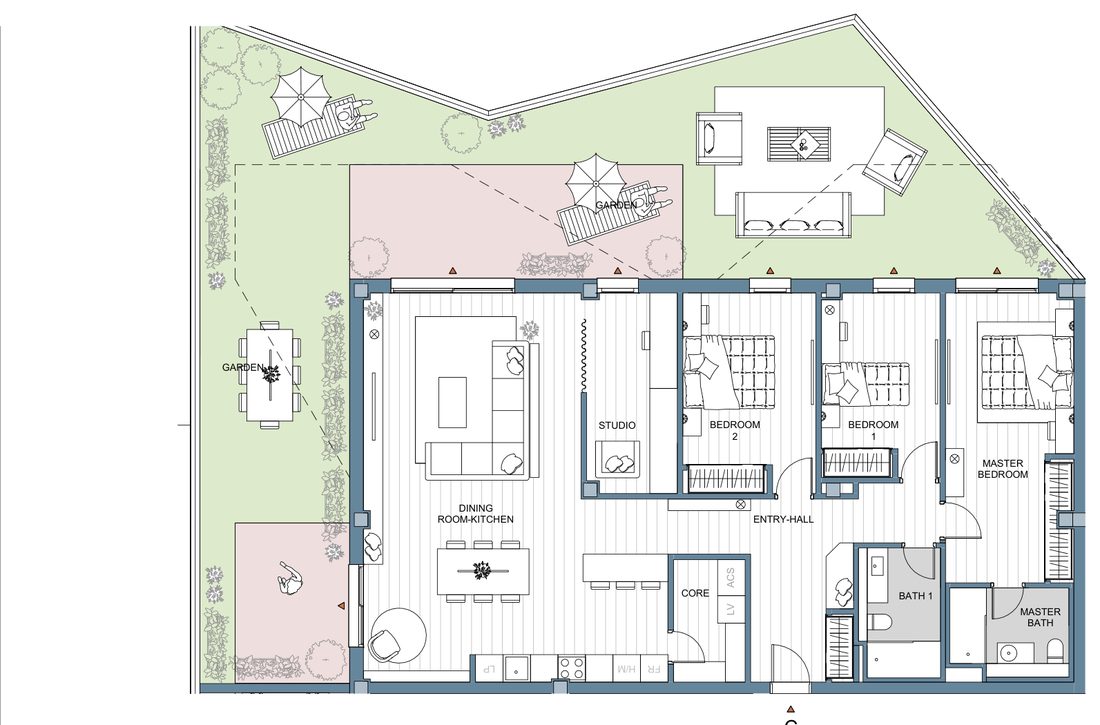 GARDEN
GARDEN
STUDIO
BEDROOM
2
BEDROOM
1
MASTER
BEDROOM
DINING
ROOM-KITCHEN
ENTRY-HALL
CORE
ACS
LV
BATH 1
MASTER
BATH
LP
H/M
FR